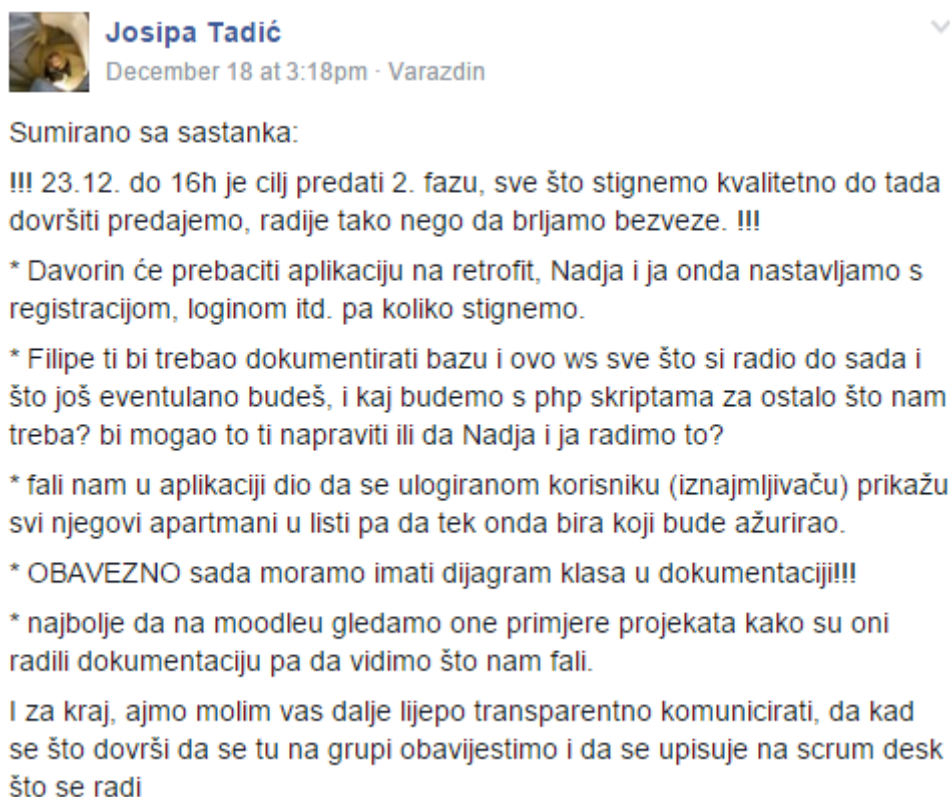 Josipa Tadić
December 18 at 3:18pm · Varazdin
Sumirano sa sastanka:
!!! 23.12. do 16h je cilj predati 2. fazu, sve što stignemo kvalitetno do tada
dovršiti predajemo, radije tako nego da brljamo bezveze. !!!
* Davorin će prebaciti aplikaciju na retrofit, Nadja i ja onda nastavljamo s
registracijom, loginom itd. pa koliko stignemo.
* Filipe ti bi trebao dokumentirati bazu i ovo ws sve što si radio do sada i
što još eventulano budeš, i kaj budemo s php skriptama za ostalo što nam
treba? bi mogao to ti napraviti ili da Nadja i ja radimo to?
* fali nam u aplikaciji dio da se ulogiranom korisniku (iznajmljivaču) prikažu
svi njegovi apartmani u listi pa da tek onda bira koji bude ažurirao.
* OBAVEZNO sada moramo imati dijagram klasa u dokumentaciji!!!
* najbolje da na moodleu gledamo one primjere projekata kako su oni
radili dokumentaciju pa da vidimo što nam fali.
I za kraj, ajmo molim vas dalje lijepo transparentno komunicirati, da kad
se što dovrši da se tu na grupi obavijestimo i da se upisuje na scrum desk
što se radi